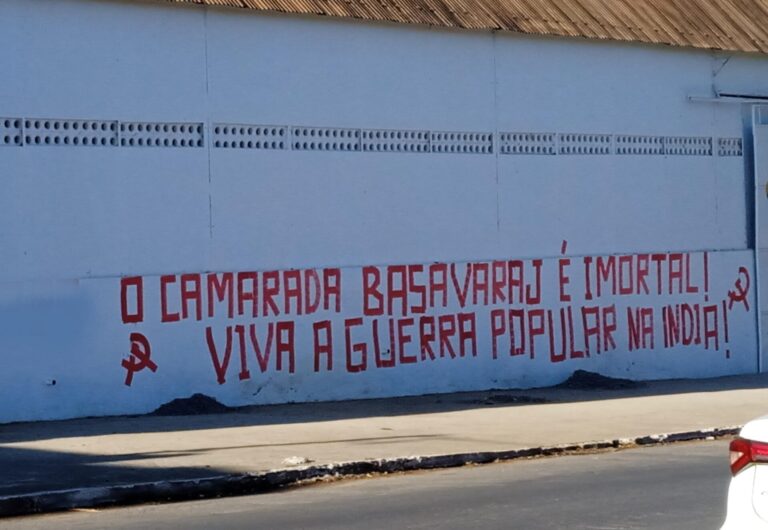 O CAMARADA BASAVARAJ É IMORTAL!
VIVA A GUERRA POPULAR NA INDIA!